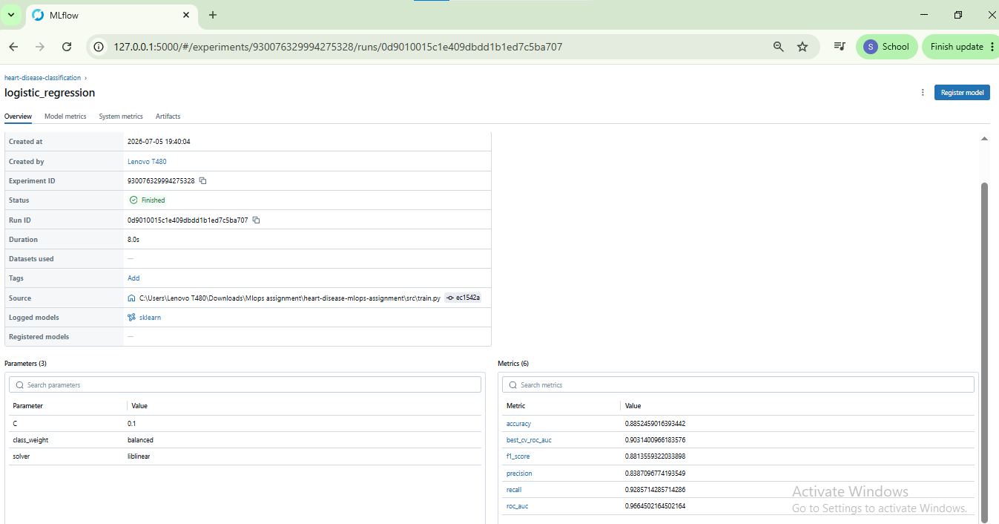 MLflow
127.0.0.1:5000/#/experiments/930076329994275328/runs/0d9010015c1e409dbdd1b1ed7c5ba707
S School
Finish update
heart-disease-classification
logistic_regression
Register model
Overview Model metrics System metrics Artifacts
Created at 2026-07-05 19:40:04
Created by Lenovo T480
Experiment ID 930076329994275328
Status Finished
Run ID 0d9010015c1e409dbdd1b1ed7c5ba707
Duration 8.0s
Datasets used —
Tags Add
Source C:\Users\Lenovo T480\Downloads\Mlops assignment\heart-disease-mlops-assignment\src\train.py ec1542a
Logged models sklearn
Registered models —
Parameters (3)
Search parameters
Parameter Value
C 0.1
class_weight balanced
solver liblinear
Metrics (6)
Search metrics
Metric Value
accuracy 0.8852459016393442
best_cv_roc_auc 0.9031400966183576
f1_score 0.8813559322033898
precision 0.8387096774193549
recall 0.9285714285714286
roc_auc 0.9664502164502164
Activate Windows
Go to Settings to activate Windows.